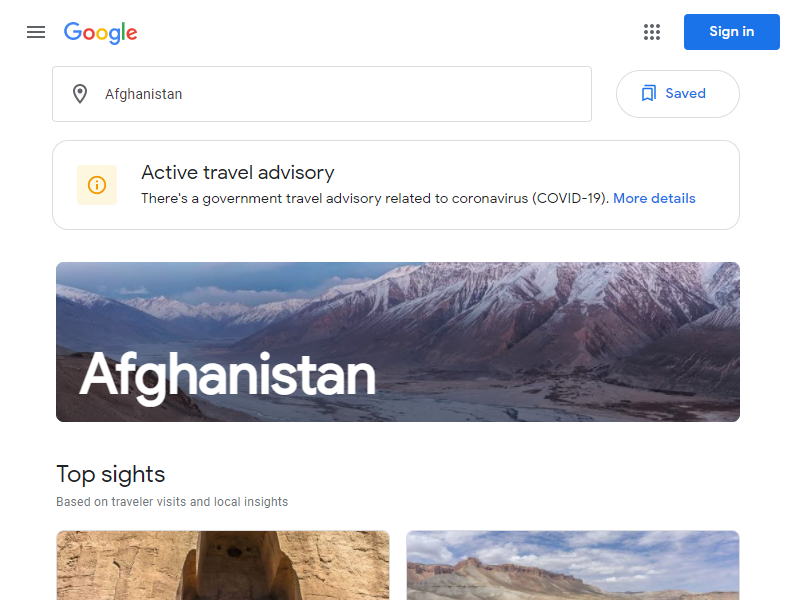 Google
Sign in
Afghanistan
Saved
Active travel advisory
There's a government travel advisory related to coronavirus (COVID-19). More details
Afghanistan
Top sights
Based on traveler visits and local insights